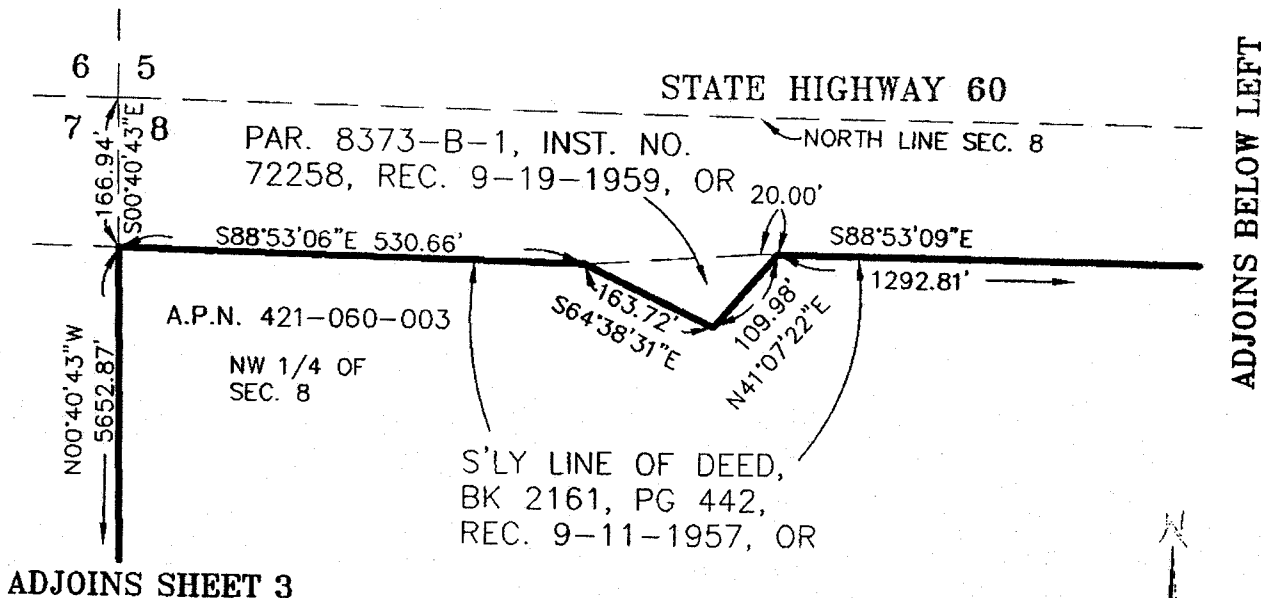 6 5
7 8
STATE HIGHWAY 60
NORTH LINE SEC. 8
166.94'
S00°40'43"E
PAR. 8373-B-1, INST. NO.
72258, REC. 9-19-1959, OR
20.00'
S88°53'06"E 530.66'
S88°53'09"E
1292.81'
163.72'
S64°38'31"E
109.98'
N41°07'22"E
A.P.N. 421-060-003
NW 1/4 OF
SEC. 8
N00°40'43"W
5652.87'
S'LY LINE OF DEED,
BK 2161, PG 442,
REC. 9-11-1957, OR
ADJOINS BELOW LEFT
N
ADJOINS SHEET 3